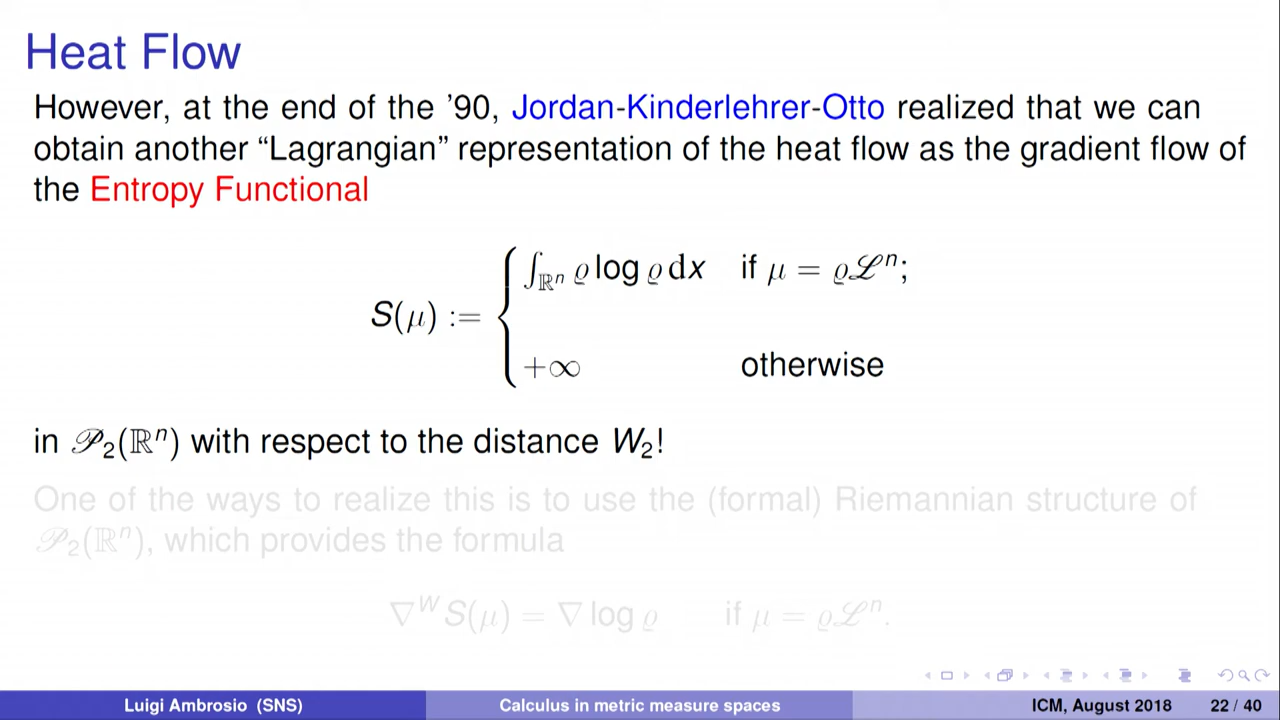 Heat Flow
However, at the end of the ’90, Jordan-Kinderlehrer-Otto realized that we can
obtain another “Lagrangian” representation of the heat flow as the gradient flow of
the Entropy Functional
∫_{ℝⁿ} ϱ log ϱ dx if μ = ϱℒⁿ;
S(μ) :=
+∞ otherwise
in 𝒫₂(ℝⁿ) with respect to the distance W₂!
One of the ways to realize this is to use the (formal) Riemannian structure of
𝒫₂(ℝⁿ), which provides the formula
∇ᵂS(μ) = ∇ log ϱ if μ = ϱℒⁿ.
Luigi Ambrosio (SNS) Calculus in metric measure spaces ICM, August 2018 22 / 40